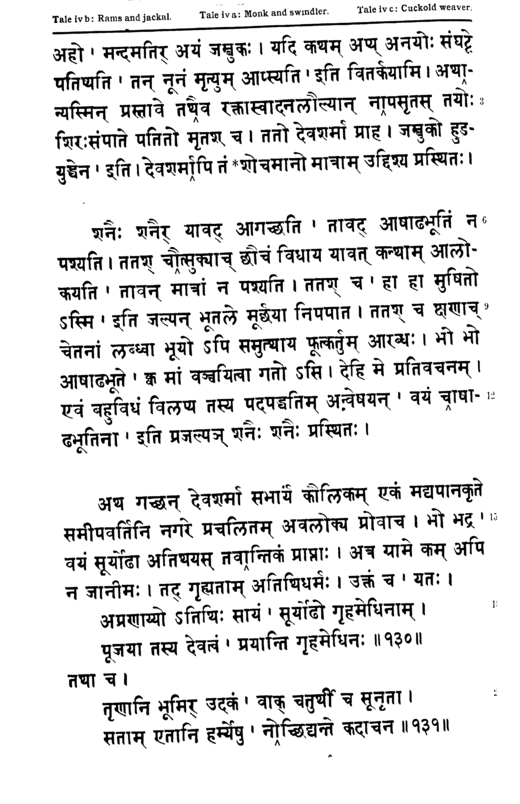 Tale iv b: Rams and jackal. Tale iv a: Monk and swindler. Tale iv c: Cuckold weaver.
अहो ' मन्दमतिर् अयं जम्बुकः । यदि कथम् अप्य् अनयोः संघट्टे
पतिष्यति ' तन् नूनं मृत्युम् आप्स्यति ' इति वितर्कयामि । अथा-
न्यस्मिन् प्रस्तावे तथैव रक्तास्वादनलौल्यान् नापसृतस् तयोः 3
शिरःसंपाते पतितो मृतश् च । ततो देवशर्मा प्राह । जम्बुको हुड-
युद्धेन ' इति । देवशर्मापि तं *शोचमानो मात्राम् उद्दिश्य प्रस्थितः ।
शनैः शनैर् यावद् आगच्छति ' तावद् आषाढभूतिं न 6
पश्यति । ततश् चौत्सुक्याच् छौचं विधाय यावत् कन्थाम् आलो-
कयति ' तावन् मात्रां न पश्यति । ततश् च ' हा हा मुषितो
ऽस्मि ' इति जल्पन् भूतले मूर्छया निपपात । ततश् च क्षणाच् 9
चेतनां लब्ध्वा भूयो ऽपि समुत्थाय फूत्कर्तुम् आरब्धः । भो भो
आषाढभूते ' क्व मां वञ्चयित्वा गतो ऽसि । देहि मे प्रतिवचनम् ।
एवं बहुविधं विलप्य तस्य पदपद्धतिम् अन्वेषयन् ' वयं चाषा- 12
ढभूतिना ' इति प्रजल्पञ् शनैः शनैः प्रस्थितः ।
अथ गच्छन् देवशर्मा सभार्यं कौलिकम् एकं मद्यपानकृते
समीपवर्तिनि नगरे प्रचलितम् अवलोक्य प्रोवाच । भो भद्र ' 15
वयं सूर्योढा अतिथयस् तवान्तिकं प्राप्ताः । अत्र यामे कम् अपि
न जानीमः । तद् गृह्यताम् अतिथिधर्मः । उक्तं च ' यतः ।
अप्रणाय्यो ऽतिथिः सायं ' सूर्योढो गृहमेधिनाम् ।
पूजया तस्य देवत्वं ' प्रयान्ति गृहमेधिनः ॥ १३० ॥
तथा च ।
तृणानि भूमिर् उदकं ' वाक् चतुर्थी च सूनृता ।
सताम् एतानि हर्म्येषु ' नोच्छिद्यन्ते कदाचन ॥ १३१ ॥